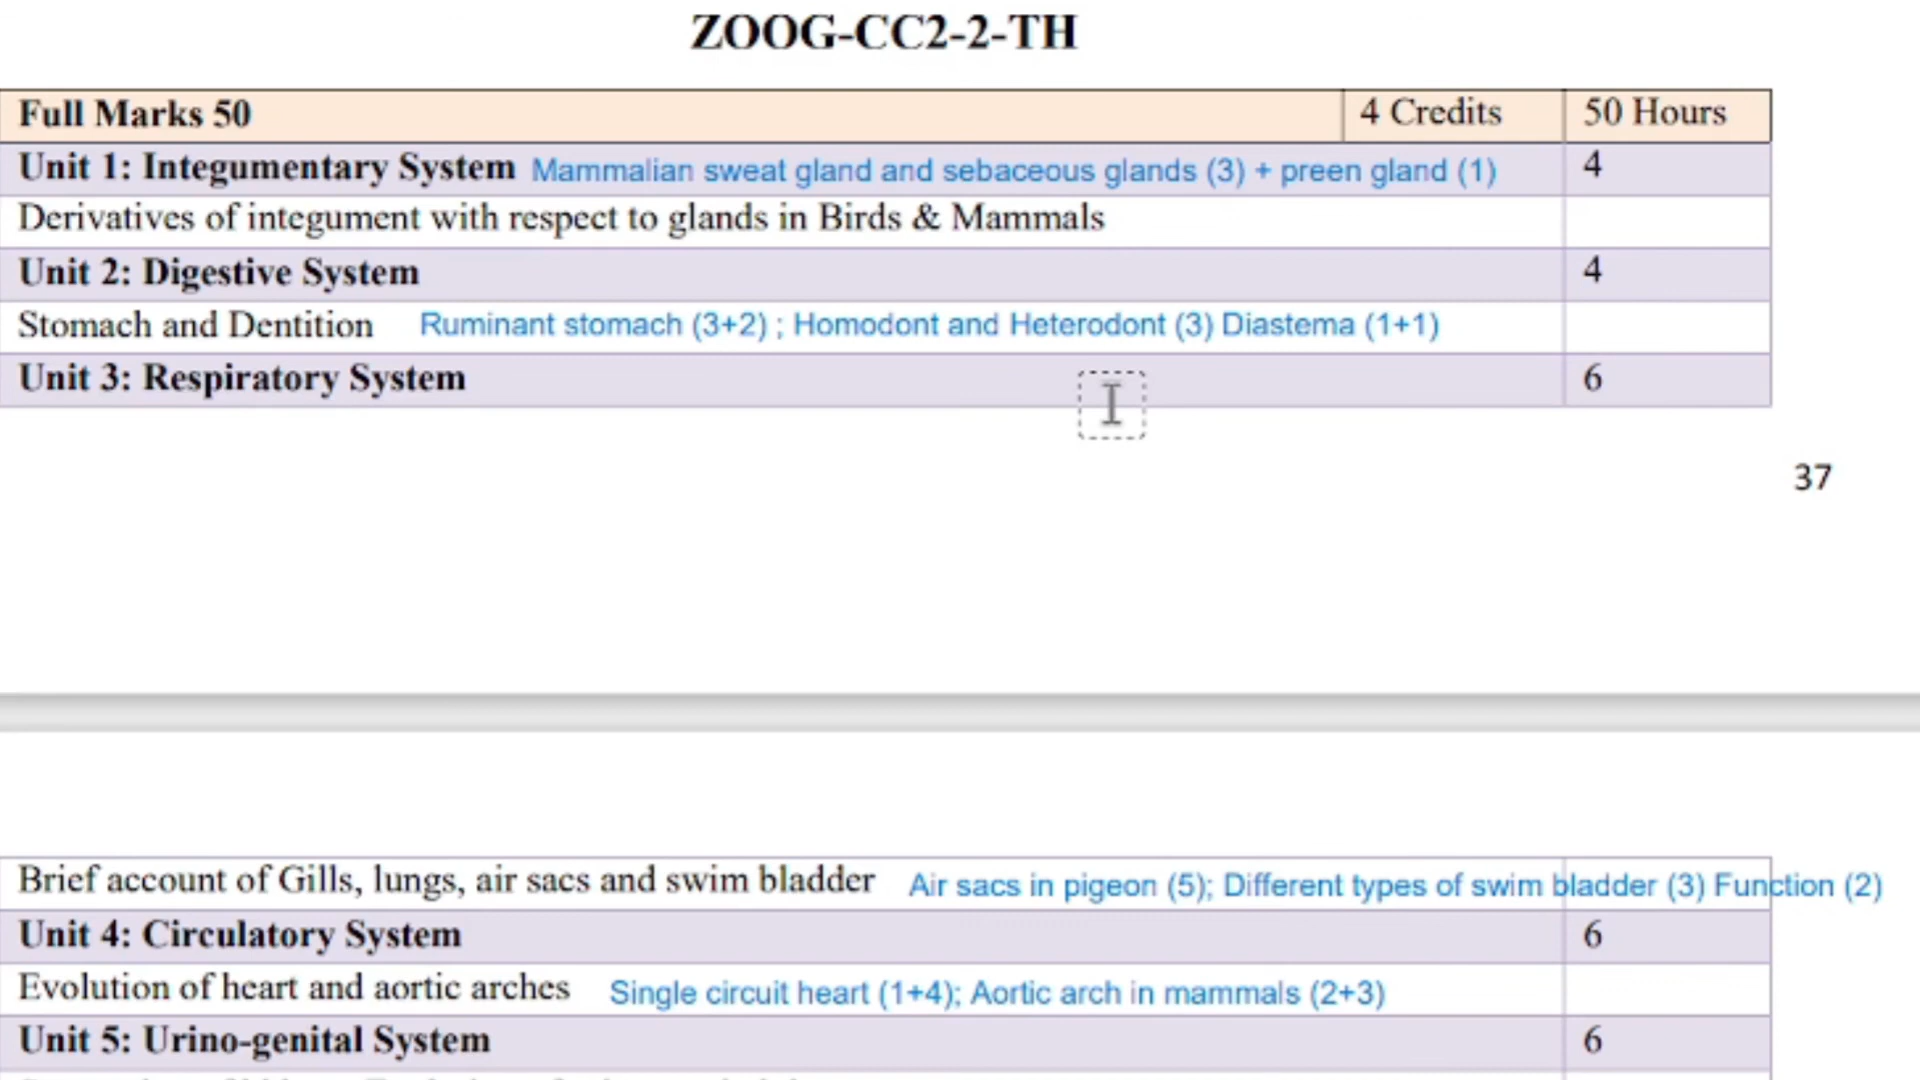 ZOOG-CC2-2-TH
Full Marks 50 4 Credits 50 Hours
Unit 1: Integumentary System Mammalian sweat gland and sebaceous glands (3) + preen gland (1) 4
Derivatives of integument with respect to glands in Birds & Mammals
Unit 2: Digestive System 4
Stomach and Dentition Ruminant stomach (3+2) ; Homodont and Heterodont (3) Diastema (1+1)
Unit 3: Respiratory System 6
37
Brief account of Gills, lungs, air sacs and swim bladder Air sacs in pigeon (5); Different types of swim bladder (3) Function (2)
Unit 4: Circulatory System 6
Evolution of heart and aortic arches Single circuit heart (1+4); Aortic arch in mammals (2+3)
Unit 5: Urino-genital System 6